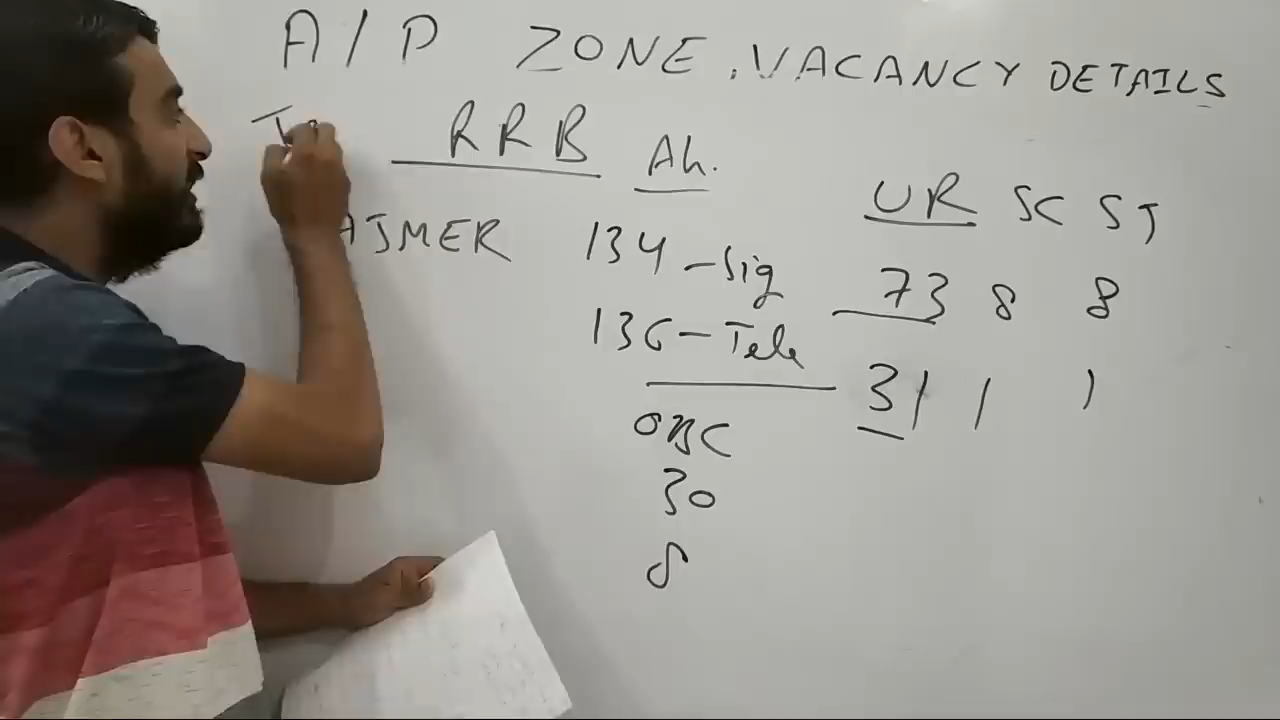 A/P ZONE VACANCY DETAILS
RRB Ah.
UR SC ST
AJMER 134 - Sig 73 8 8
136 - Tele 31 1 1
OBC
30
8